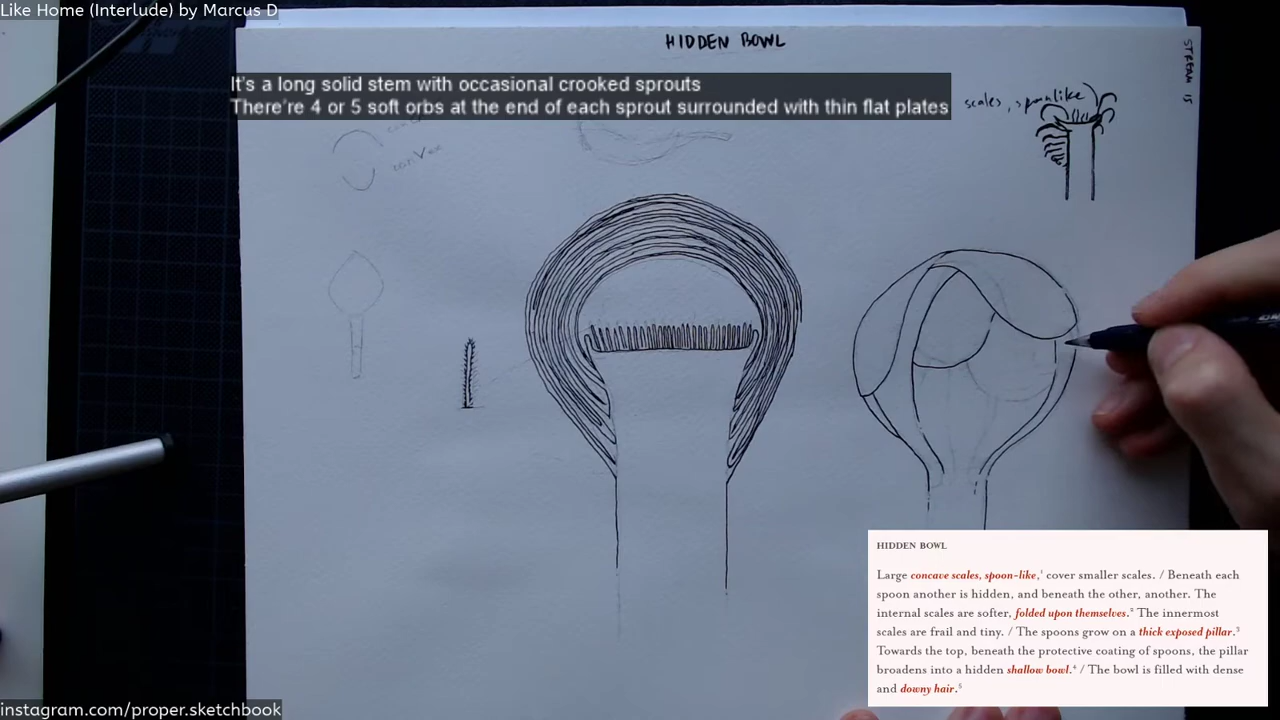 Like Home (Interlude) by Marcus D
HIDDEN BOWL
STREAM 15
It's a long solid stem with occasional crooked sprouts
There're 4 or 5 soft orbs at the end of each sprout surrounded with thin flat plates
scales, spoonlike
convex
HIDDEN BOWL
Large concave scales, spoon-like,¹ cover smaller scales. / Beneath each
spoon another is hidden, and beneath the other, another. The
internal scales are softer, folded upon themselves.² The innermost
scales are frail and tiny. / The spoons grow on a thick exposed pillar.³
Towards the top, beneath the protective coating of spoons, the pillar
broadens into a hidden shallow bowl.⁴ / The bowl is filled with dense
and downy hair.⁵
instagram.com/proper.sketchbook